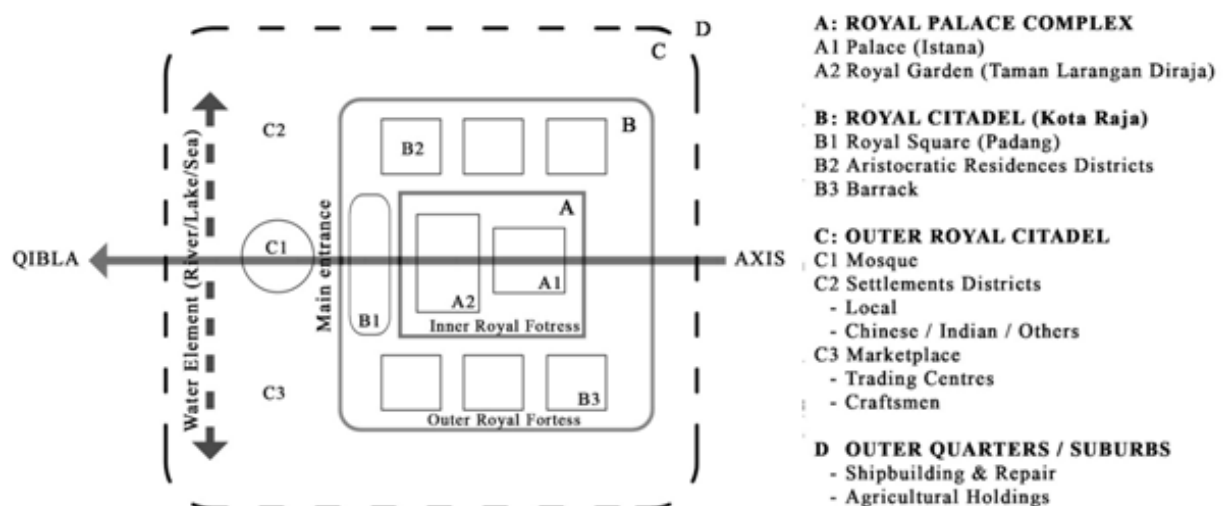 D
C
C2
B2
B
A
QIBLA
C1
AXIS
A2
A1
B1
Inner Royal Fotress
C3
B3
Outer Royal Fortess
Main entrance
Water Element (River/Lake/Sea)
A: ROYAL PALACE COMPLEX
A1 Palace (Istana)
A2 Royal Garden (Taman Larangan Diraja)
B: ROYAL CITADEL (Kota Raja)
B1 Royal Square (Padang)
B2 Aristocratic Residences Districts
B3 Barrack
C: OUTER ROYAL CITADEL
C1 Mosque
C2 Settlements Districts
- Local
- Chinese / Indian / Others
C3 Marketplace
- Trading Centres
- Craftsmen
D OUTER QUARTERS / SUBURBS
- Shipbuilding & Repair
- Agricultural Holdings